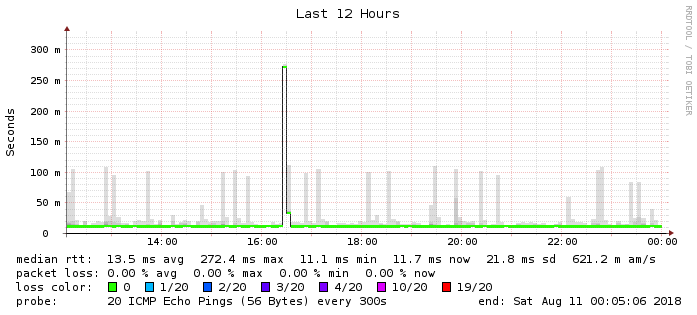 Last 12 Hours
RRDTOOL / TOBI OETIKER
Seconds
300 m
250 m
200 m
150 m
100 m
50 m
0
14:00 16:00 18:00 20:00 22:00 00:00
median rtt: 13.5 ms avg 272.4 ms max 11.1 ms min 11.7 ms now 21.8 ms sd 621.2 m am/s
packet loss: 0.00 % avg 0.00 % max 0.00 % min 0.00 % now
loss color: 0 1/20 2/20 3/20 4/20 10/20 19/20
probe: 20 ICMP Echo Pings (56 Bytes) every 300s end: Sat Aug 11 00:05:06 2018